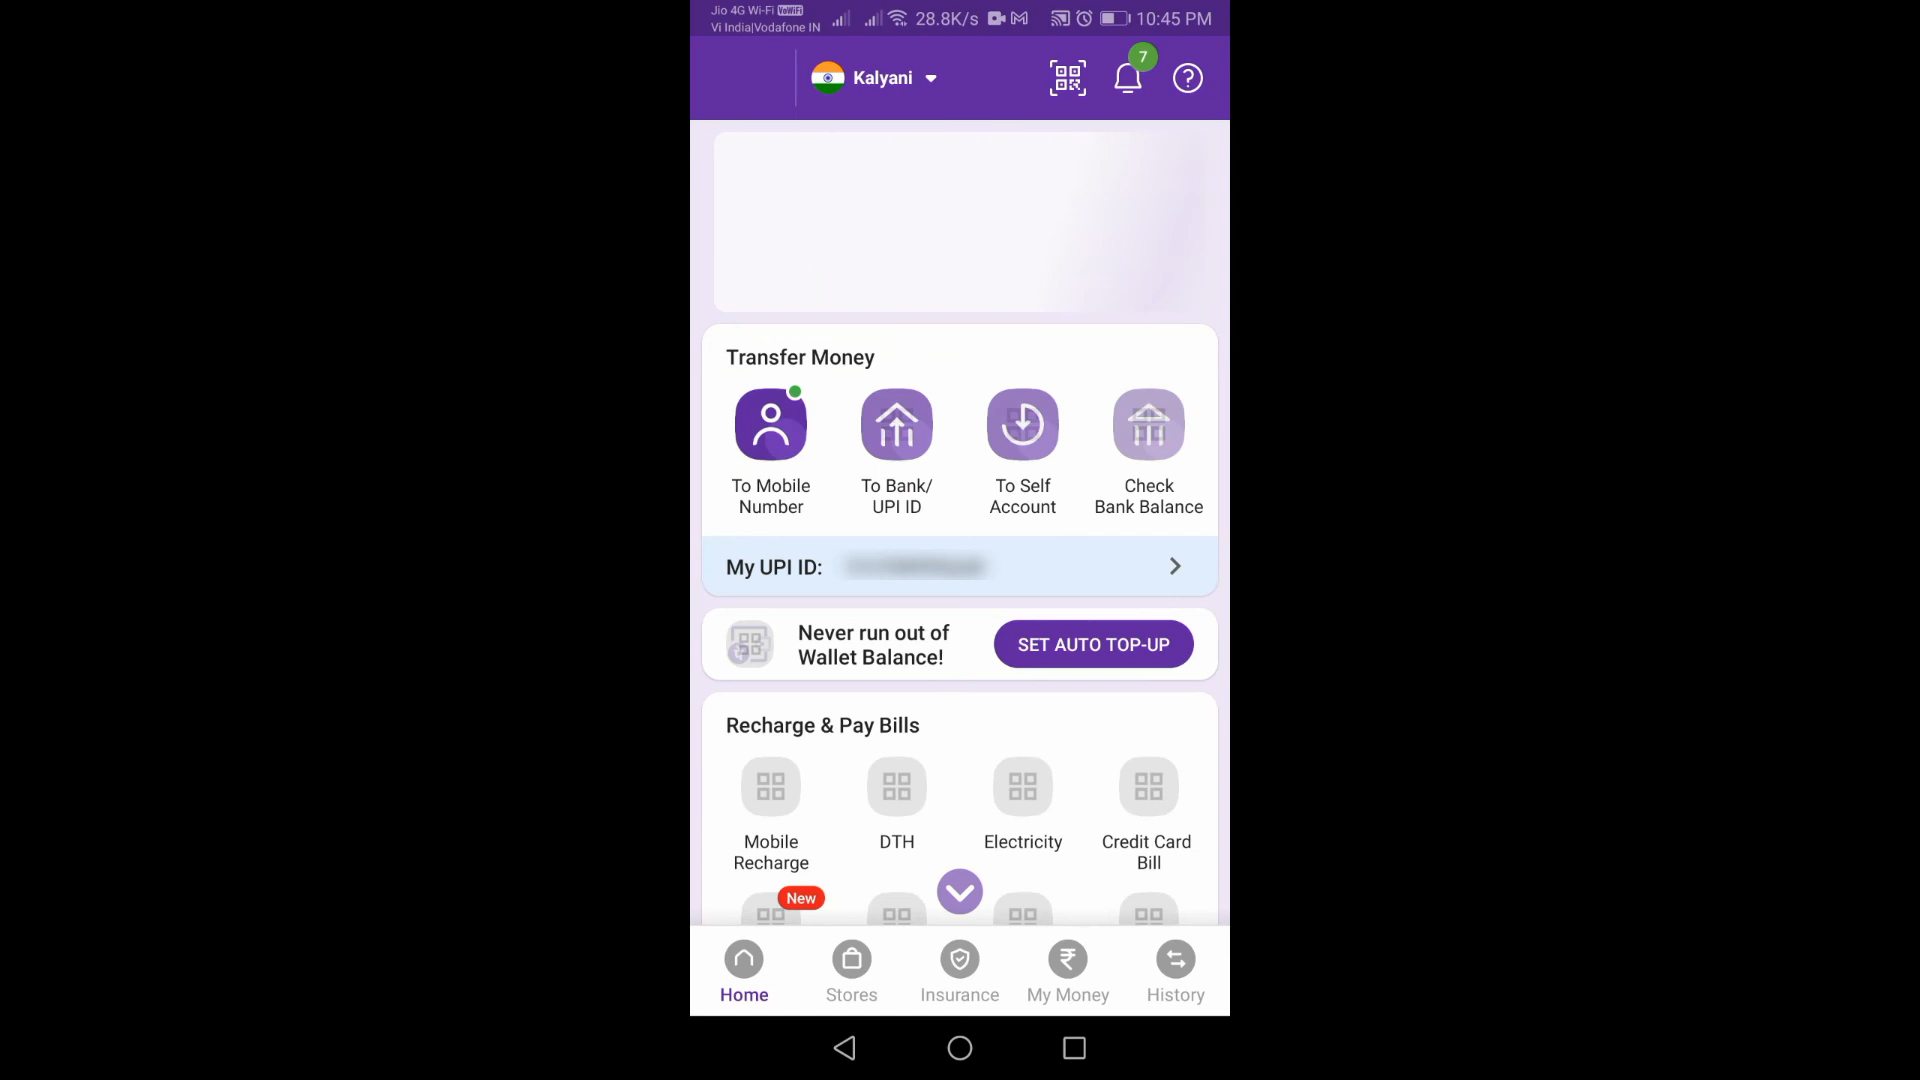 Jio 4G Wi-Fi VoWiFi
Vi India|Vodafone IN
28.8K/s
10:45 PM
Kalyani
7
Transfer Money
To Mobile Number
To Bank/ UPI ID
To Self Account
Check Bank Balance
My UPI ID:
Never run out of
Wallet Balance!
SET AUTO TOP-UP
Recharge & Pay Bills
Mobile Recharge
DTH
Electricity
Credit Card Bill
New
Home
Stores
Insurance
My Money
History